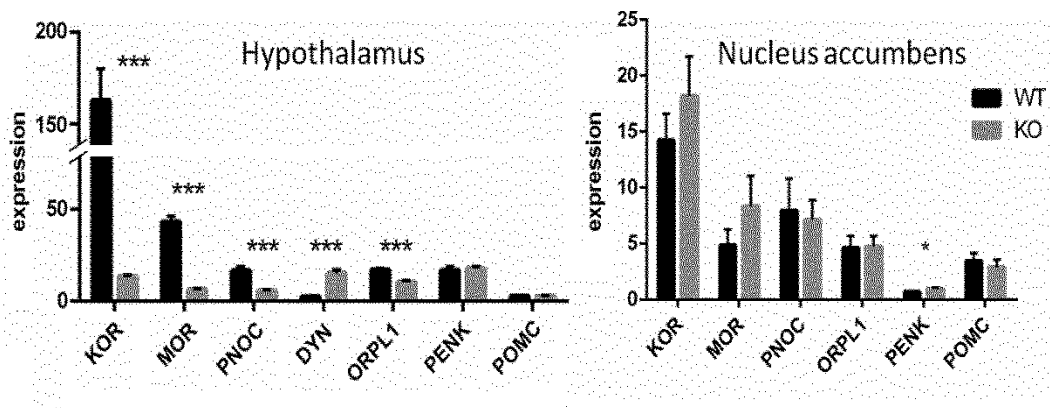 200
150
50
0
expression
Hypothalamus
***
***
***
***
***
KOR
MOR
PNOC
DYN
ORPL1
PENK
POMC
25
20
15
10
5
0
expression
Nucleus accumbens
WT
KO
*
KOR
MOR
PNOC
ORPL1
PENK
POMC